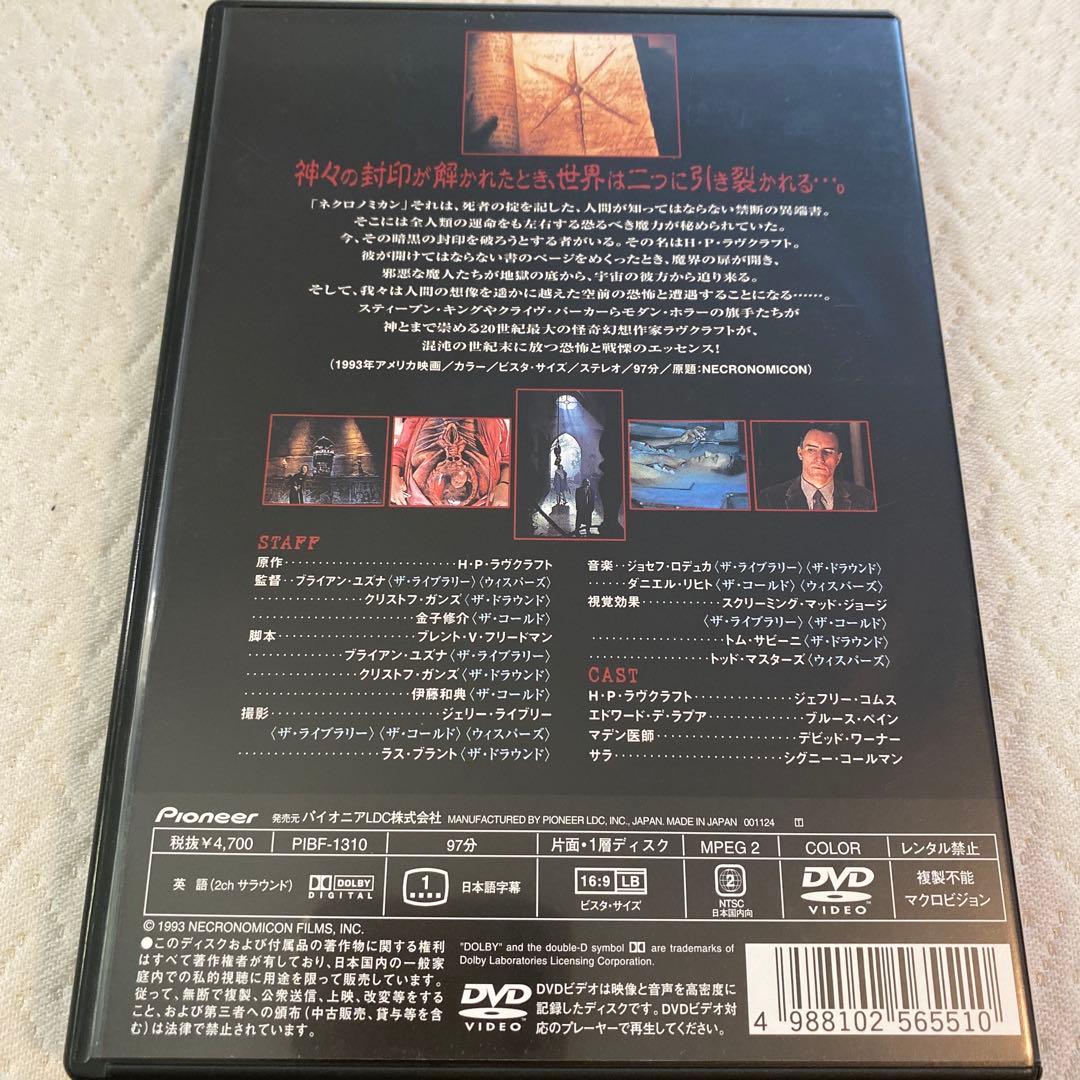 神々の封印が解かれたとき、世界は二つに引き裂かれる…。
「ネクロノミカン」それは、死者の掟を記した、人間が知ってはならない禁断の異端書。
そこには全人類の運命をも左右する恐るべき魔力が秘められていた。
今、その暗黒の封印を破ろうとする者がいる。その名はH・P・ラヴクラフト。
彼が開けてはならない書のページをめくったとき、魔界の扉が開き、
邪悪な魔人たちが地獄の底から、宇宙の彼方から迫り来る。
そして、我々は人間の想像を遥かに越えた空前の恐怖と遭遇することになる……。
スティーブン・キングやクライヴ・バーカーらモダン・ホラーの旗手たちが
神とまで崇める20世紀最大の怪奇幻想作家ラヴクラフトが、
混沌の世紀末に放つ恐怖と戦慄のエッセンス!
(1993年アメリカ映画/カラー/ビスタ・サイズ/ステレオ/97分/原題:NECRONOMICON)
STAFF
原作‥‥‥‥‥‥‥‥‥‥‥H・P・ラヴクラフト
監督‥ブライアン・ユズナ〈ザ・ライブラリー〉〈ウィスパーズ〉
‥‥‥‥‥‥クリストフ・ガンズ〈ザ・ドラウンド〉
‥‥‥‥‥‥‥‥‥金子修介〈ザ・コールド〉
脚本‥‥‥‥‥‥‥‥ブレント・V・フリードマン
‥‥‥‥‥ブライアン・ユズナ〈ザ・ライブラリー〉
‥‥‥‥‥‥クリストフ・ガンズ〈ザ・ドラウンド〉
‥‥‥‥‥‥‥‥‥伊藤和典〈ザ・コールド〉
撮影‥‥‥‥‥‥‥‥‥‥ジェリー・ライブリー
〈ザ・ライブラリー〉〈ザ・コールド〉〈ウィスパーズ〉
‥‥‥‥‥‥‥ラス・ブラント〈ザ・ドラウンド〉
音楽‥ジョセフ・ロデュカ〈ザ・ライブラリー〉〈ザ・ドラウンド〉
‥‥ダニエル・リヒト〈ザ・コールド〉〈ウィスパーズ〉
視覚効果‥‥‥‥‥スクリーミング・マッド・ジョージ
〈ザ・ライブラリー〉〈ザ・コールド〉
‥‥‥‥‥‥‥トム・サビーニ〈ザ・ドラウンド〉
‥‥‥‥‥‥トッド・マスターズ〈ウィスパーズ〉
CAST
H・P・ラヴクラフト‥‥‥‥‥‥ジェフリー・コムス
エドワード・デ・ラポア‥‥‥‥‥‥ブルース・ペイン
マデン医師‥‥‥‥‥‥‥‥‥デビッド・ワーナー
サラ‥‥‥‥‥‥‥‥‥‥シグニー・コールマン
Pioneer 発売元 パイオニアLDC株式会社 MANUFACTURED BY PIONEER LDC, INC., JAPAN. MADE IN JAPAN 001124 T
税抜¥4,700 PIBF-1310 97分 片面・1層ディスク MPEG 2 COLOR レンタル禁止
英 語(2ch サラウンド) DOLBY DIGITAL 1 日本語字幕 16:9 LB ビスタ・サイズ 2 NTSC 日本国内向 DVD VIDEO 複製不能 マクロビジョン
© 1993 NECRONOMICON FILMS, INC.
●このディスクおよび付属品の著作物に関する権利
はすべて著作権者が有しており、日本国内の一般家
庭内での私的視聴に用途を限って販売しています。
従って、無断で複製、公衆送信、上映、改変等をする
こと、および第三者への頒布(中古販売、貸与等を含
む)は法律で禁止されています。
"DOLBY" and the double-D symbol are trademarks of
Dolby Laboratories Licensing Corporation.
DVD VIDEO
DVDビデオは映像と音声を高密度に
記録したディスクです。DVDビデオ対
応のプレーヤーで再生してください。
4 988102 565510